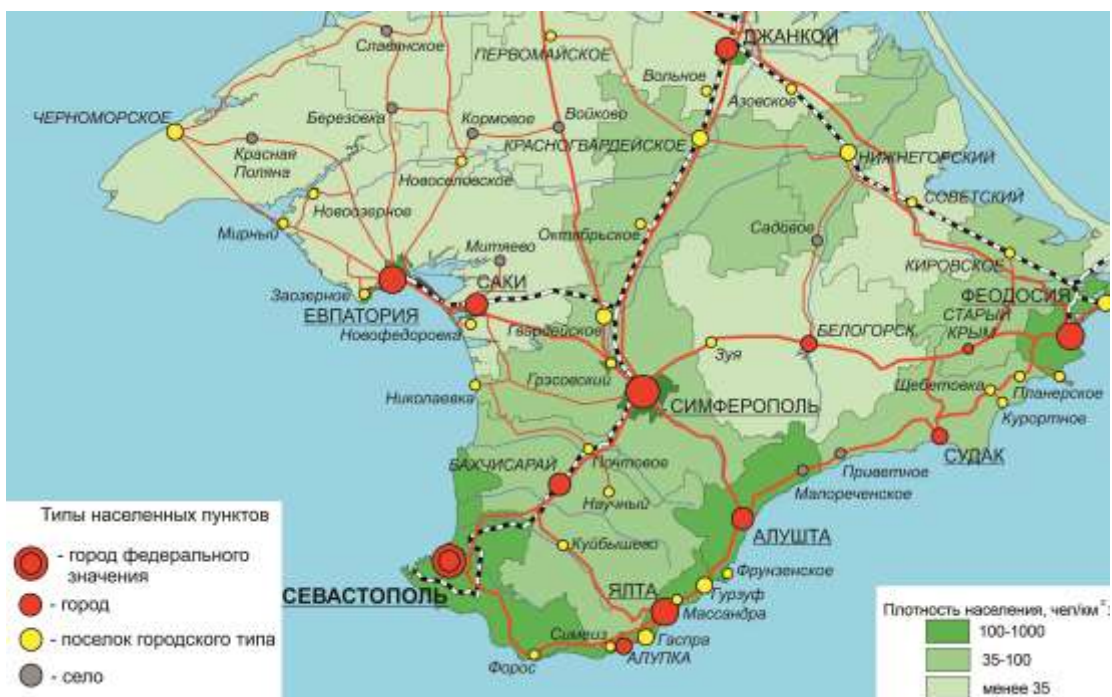 ДЖАНКОЙ
Славянское
ПЕРВОМАЙСКОЕ
Вольное
Азовское
ЧЕРНОМОРСКОЕ
Березовка
Кормовое
Войково
КРАСНОГВАРДЕЙСКОЕ
Красная
Поляна
НИЖНЕГОРСКИЙ
Новоселовское
СОВЕТСКИЙ
Новоозерное
Мирный
Октябрьское
Садовое
Митяево
КИРОВСКОЕ
САКИ
Заозерное
ЕВПАТОРИЯ
ФЕОДОСИЯ
Новофедоровка
Гвардейское
БЕЛОГОРСК
СТАРЫЙ
КРЫМ
Зуя
Грэсовский
Щебетовка
Николаевка
Планерское
СИМФЕРОПОЛЬ
Курортное
БАХЧИСАРАЙ
Почтовое
СУДАК
Приветное
Научный
Малореченское
АЛУШТА
Куйбышево
Фрунзенское
СЕВАСТОПОЛЬ
ЯЛТА
Гурзуф
Массандра
Симеиз
Гаспра
АЛУПКА
Форос
Типы населенных пунктов
- город федерального
значения
- город
- поселок городского типа
- село
Плотность населения, чел/км²:
100-1000
35-100
менее 35